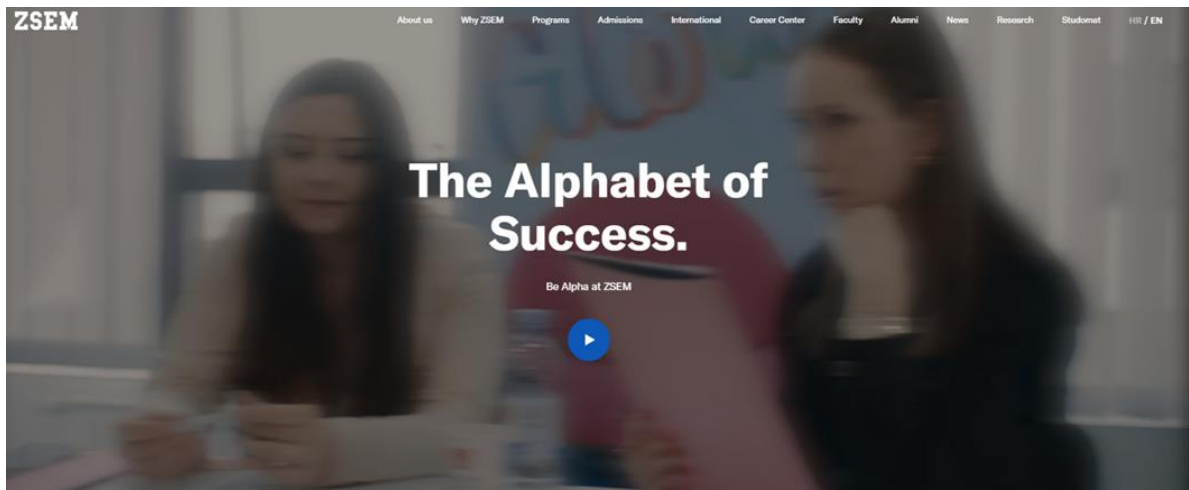 ZSEM
About us Why ZSEM Programs Admissions International Career Center Faculty Alumni News Research Studomat HR / EN
The Alphabet of
Success.
Be Alpha at ZSEM